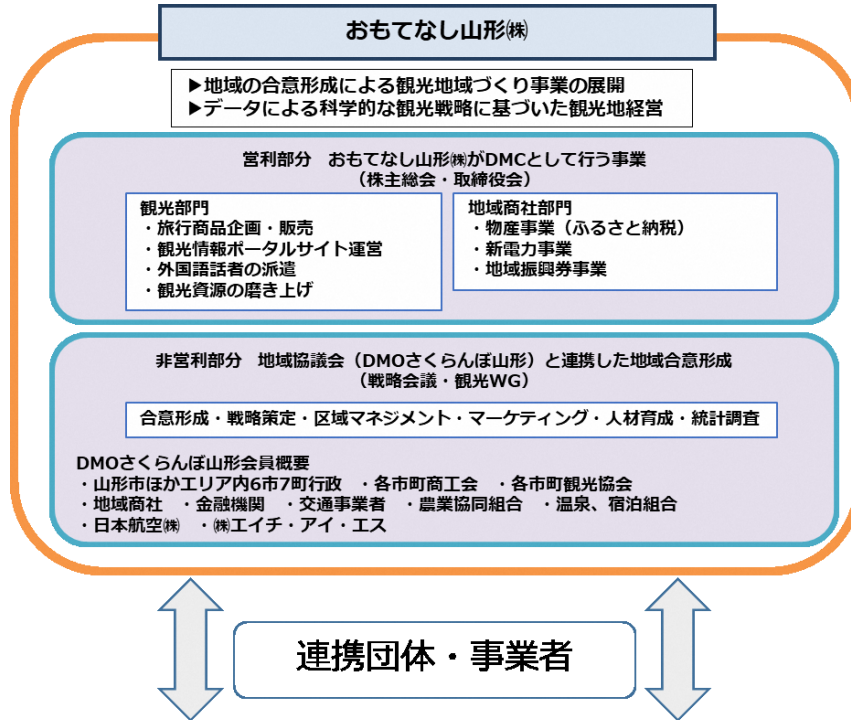 おもてなし山形㈱
▶地域の合意形成による観光地域づくり事業の展開
▶データによる科学的な観光戦略に基づいた観光地経営
営利部分　おもてなし山形㈱がDMCとして行う事業
（株主総会・取締役会）
観光部門
・旅行商品企画・販売
・観光情報ポータルサイト運営
・外国語話者の派遣
・観光資源の磨き上げ
地域商社部門
・物産事業（ふるさと納税）
・新電力事業
・地域振興券事業
非営利部分　地域協議会（DMOさくらんぼ山形）と連携した地域合意形成
（戦略会議・観光WG）
合意形成・戦略策定・区域マネジメント・マーケティング・人材育成・統計調査
DMOさくらんぼ山形会員概要
・山形市ほかエリア内6市7町行政　・各市町商工会　・各市町観光協会
・地域商社　・金融機関　・交通事業者　・農業協同組合　・温泉、宿泊組合
・日本航空㈱　・㈱エイチ・アイ・エス
連携団体・事業者